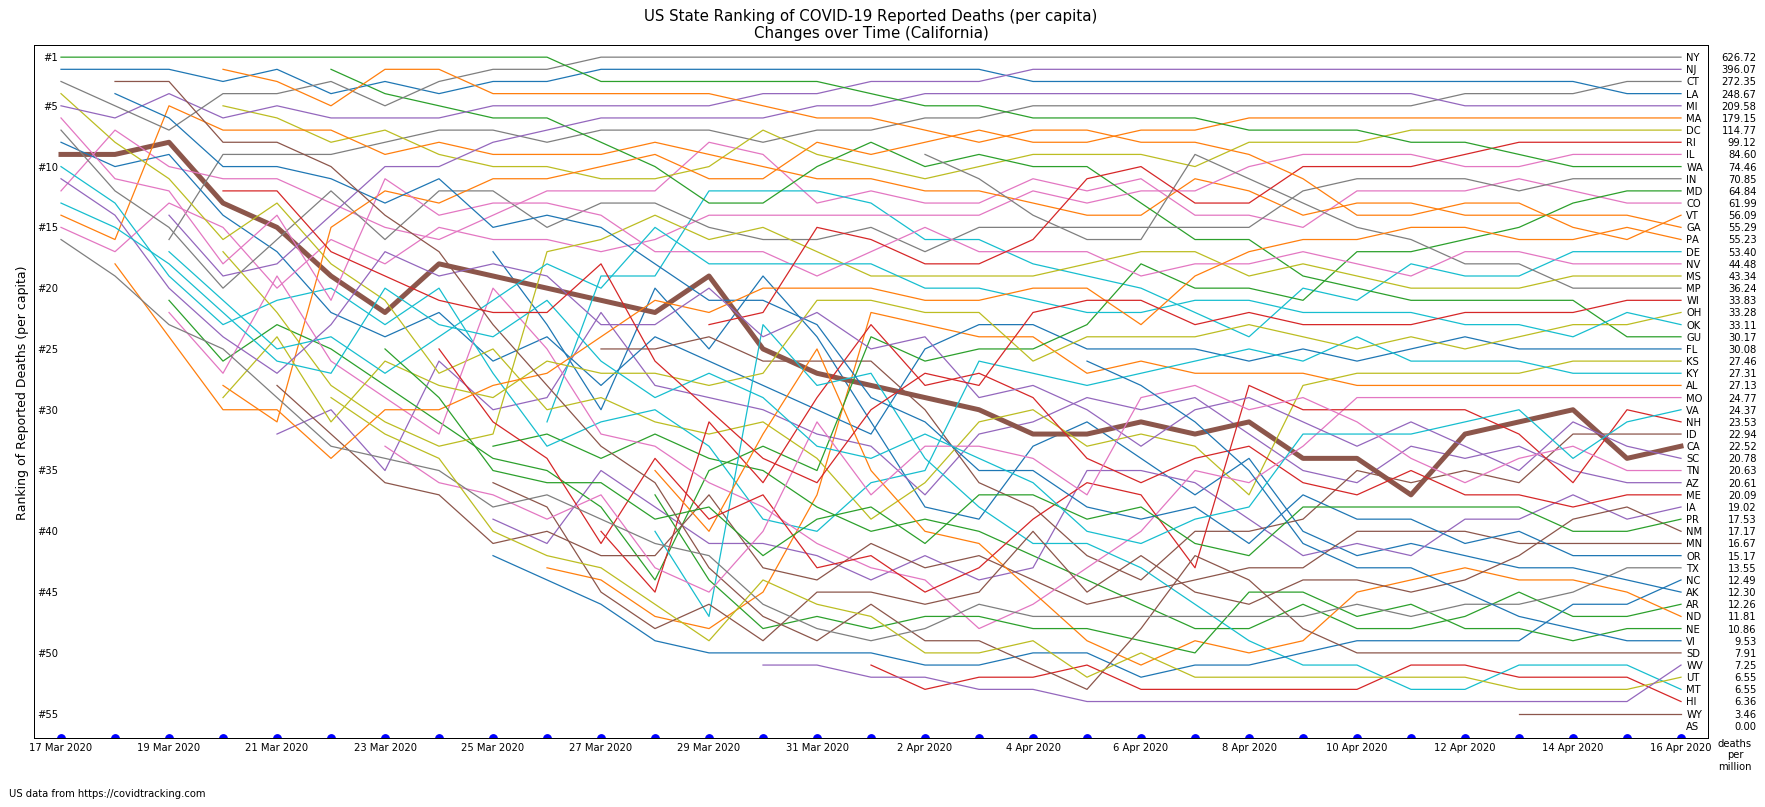 US State Ranking of COVID-19 Reported Deaths (per capita)
Changes over Time (California)
Ranking of Reported Deaths (per capita)
#1
#5
#10
#15
#20
#25
#30
#35
#40
#45
#50
#55
NY 626.72
NJ 396.07
CT 272.35
LA 248.67
MI 209.58
MA 179.15
DC 114.77
RI 99.12
IL 84.60
WA 74.46
IN 70.85
MD 64.84
CO 61.99
VT 56.09
GA 55.29
PA 55.23
DE 53.40
NV 44.48
MS 43.34
MP 36.24
WI 33.83
OH 33.28
OK 33.11
GU 30.17
FL 30.08
KS 27.46
KY 27.31
AL 27.13
MO 24.77
VA 24.37
NH 23.53
ID 22.94
CA 22.52
SC 20.78
TN 20.63
AZ 20.61
ME 20.09
IA 19.02
PR 17.53
NM 17.17
MN 16.67
OR 15.17
TX 13.55
NC 12.49
AK 12.30
AR 12.26
ND 11.81
NE 10.86
VI 9.53
SD 7.91
WV 7.25
UT 6.55
MT 6.55
HI 6.36
WY 3.46
AS 0.00
17 Mar 2020 19 Mar 2020 21 Mar 2020 23 Mar 2020 25 Mar 2020 27 Mar 2020 29 Mar 2020 31 Mar 2020 2 Apr 2020 4 Apr 2020 6 Apr 2020 8 Apr 2020 10 Apr 2020 12 Apr 2020 14 Apr 2020 16 Apr 2020
deaths
per
million
US data from https://covidtracking.com